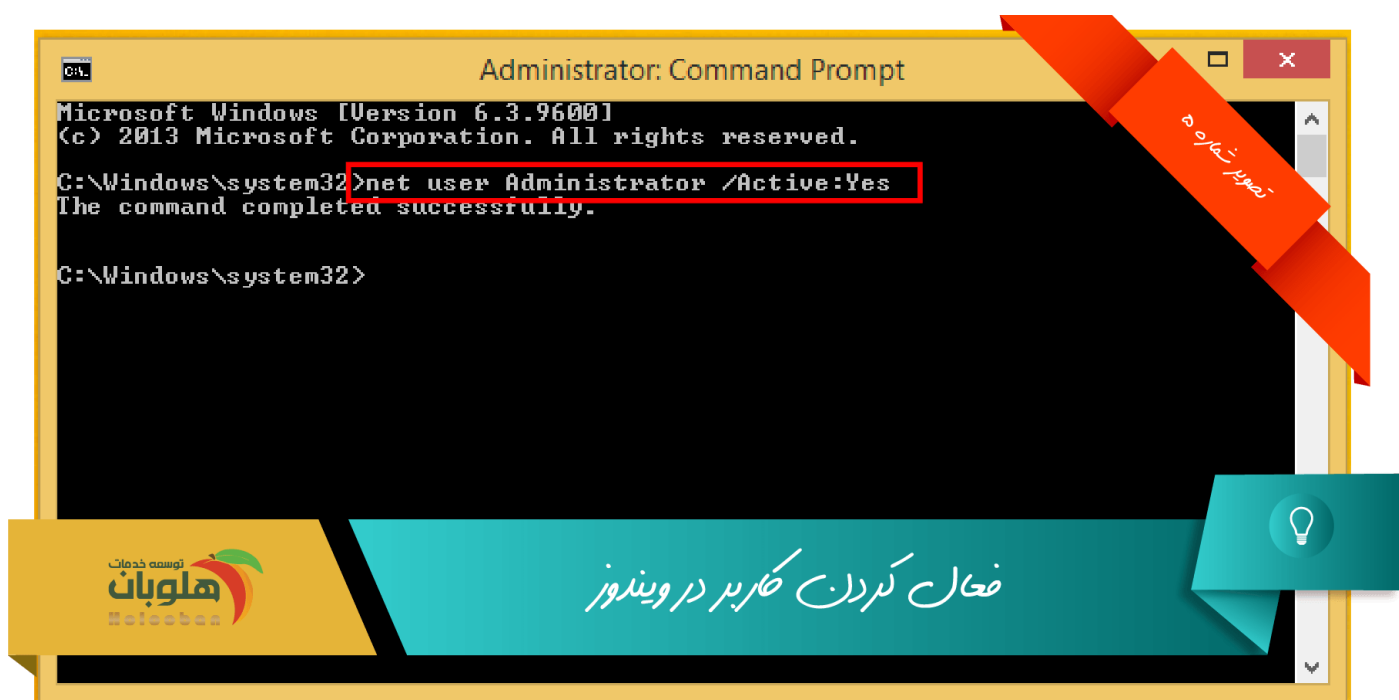 Administrator: Command Prompt
Microsoft Windows [Version 6.3.9600]
(c) 2013 Microsoft Corporation. All rights reserved.
C:\Windows\system32>net user Administrator /Active:Yes
The command completed successfully.
C:\Windows\system32>
تصویر شماره ۵
فعال کردن کاربر در ویندوز
توسعه خدمات
هلوبان
Holooban